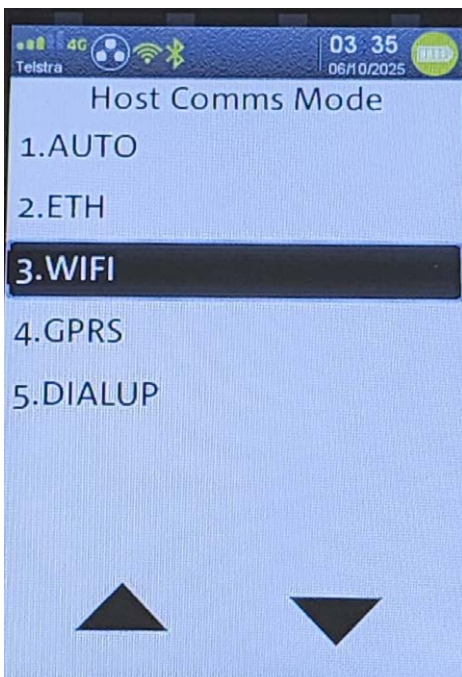 4G
03 35
Telstra
06/10/2025
Host Comms Mode
1.AUTO
2.ETH
3.WIFI
4.GPRS
5.DIALUP